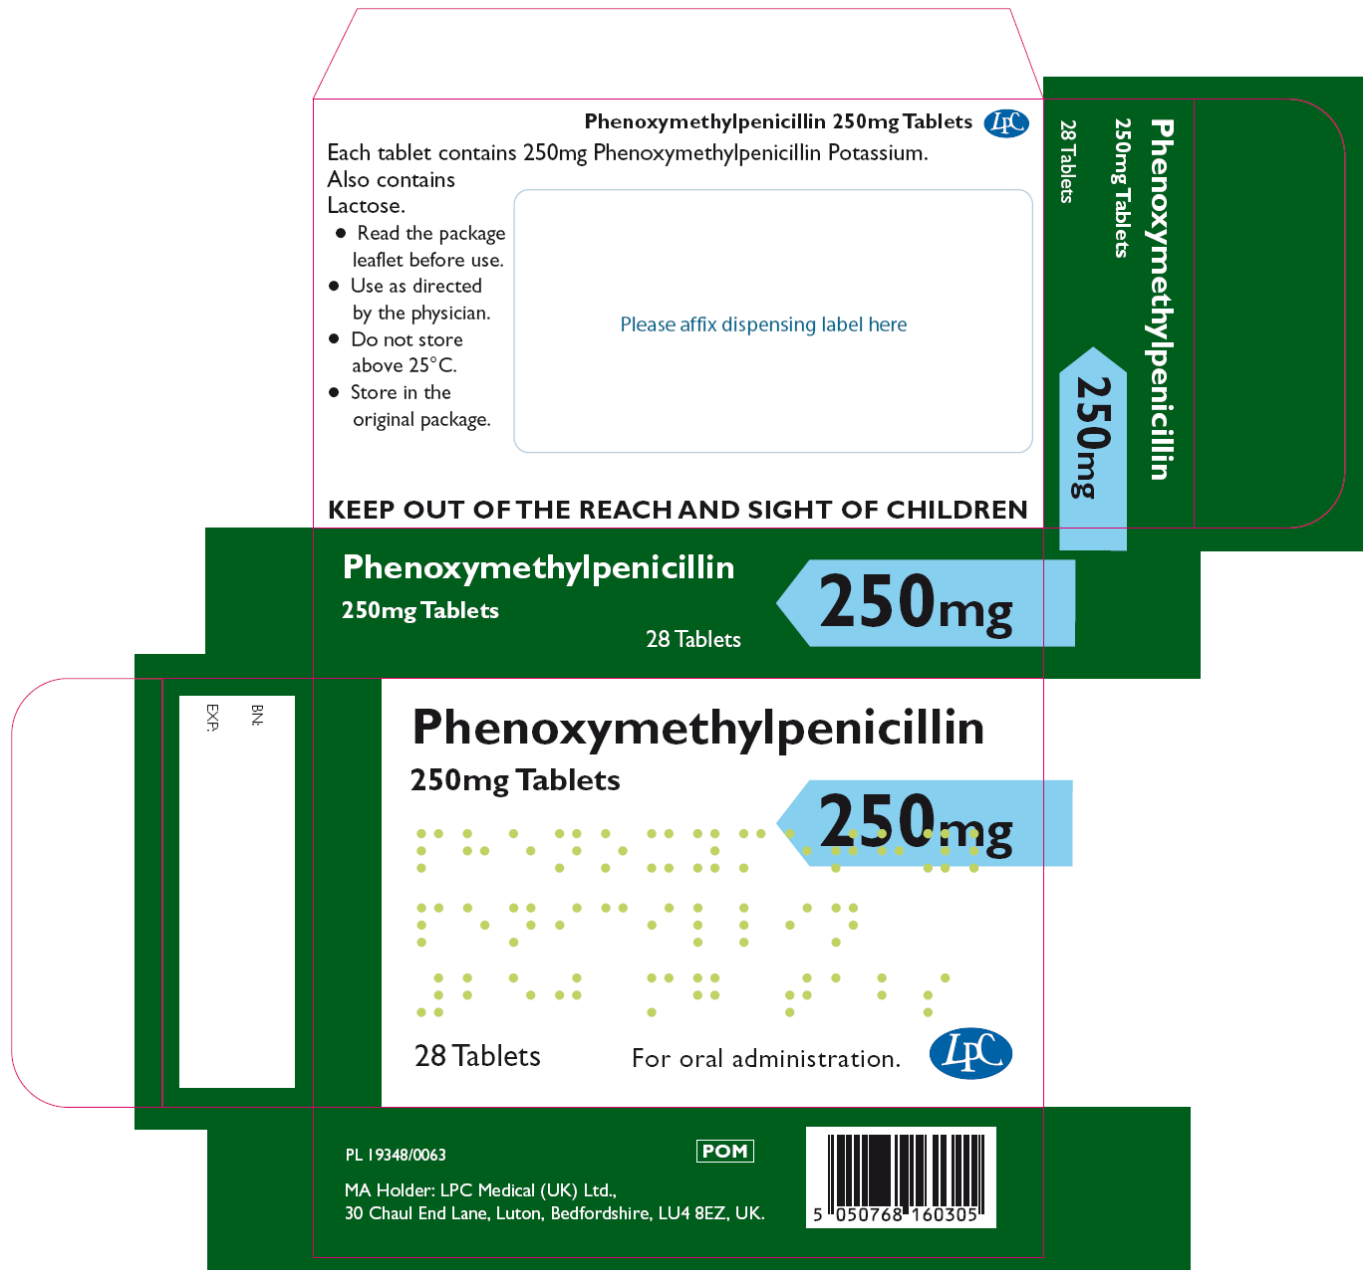 Phenoxymethylpenicillin 250mg Tablets LPC
Each tablet contains 250mg Phenoxymethylpenicillin Potassium.
Also contains
Lactose.
● Read the package
leaflet before use.
● Use as directed
by the physician.
● Do not store
above 25°C.
● Store in the
original package.
Please affix dispensing label here
KEEP OUT OF THE REACH AND SIGHT OF CHILDREN
Phenoxymethylpenicillin
250mg Tablets
28 Tablets
250mg
Phenoxymethylpenicillin
250mg Tablets
28 Tablets
250mg
BN:
EXP:
Phenoxymethylpenicillin
250mg Tablets
250mg
28 Tablets
For oral administration.
LPC
PL 19348/0063
POM
MA Holder: LPC Medical (UK) Ltd.,
30 Chaul End Lane, Luton, Bedfordshire, LU4 8EZ, UK.
5 050768 160305